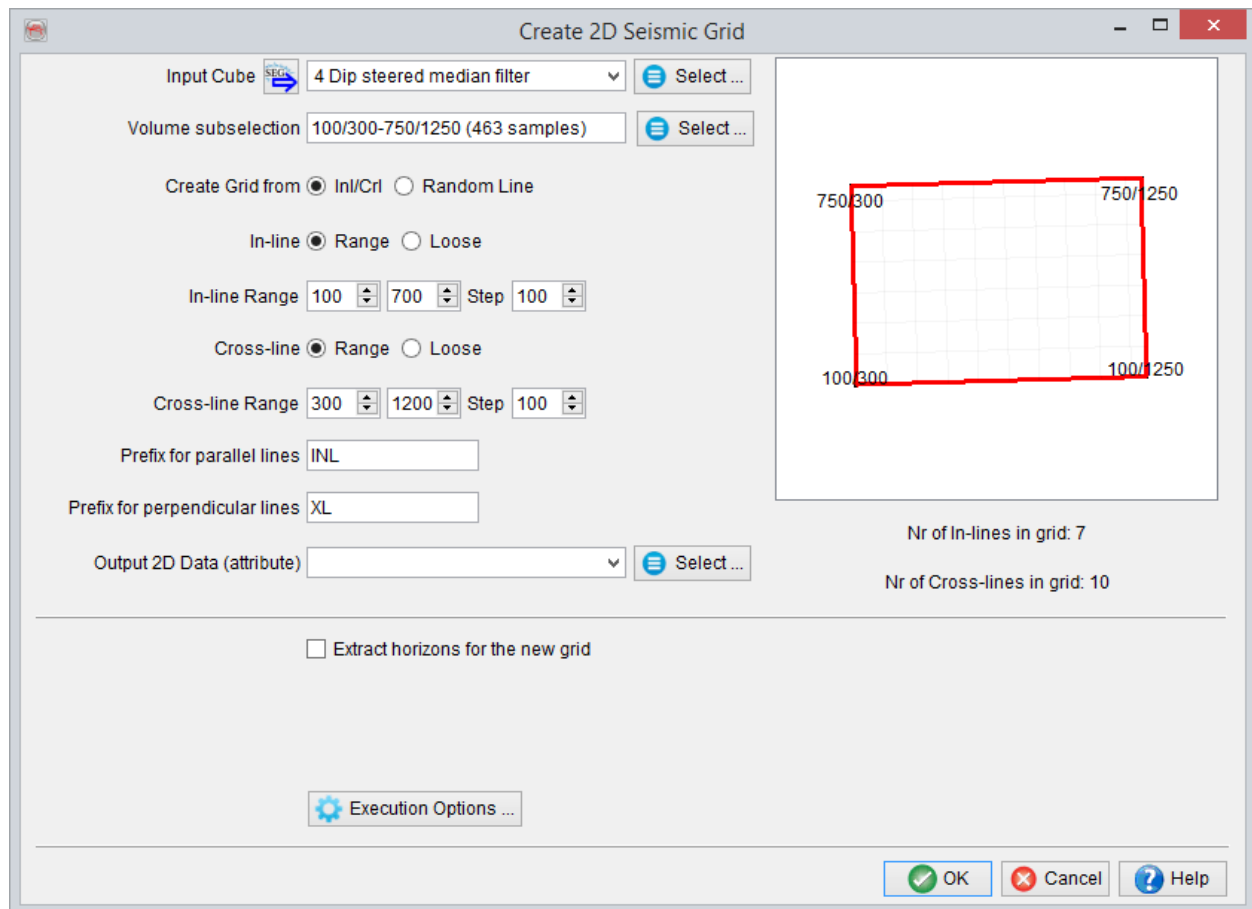 Create 2D Seismic Grid
Input Cube SEG 4 Dip steered median filter Select ...
Volume subselection 100/300-750/1250 (463 samples) Select ...
Create Grid from Inl/Crl Random Line
In-line Range Loose
In-line Range 100 700 Step 100
Cross-line Range Loose
Cross-line Range 300 1200 Step 100
Prefix for parallel lines INL
Prefix for perpendicular lines XL
Output 2D Data (attribute) Select ...
750/300 750/1250
100/300 100/1250
Nr of In-lines in grid: 7
Nr of Cross-lines in grid: 10
Extract horizons for the new grid
Execution Options ...
OK Cancel Help